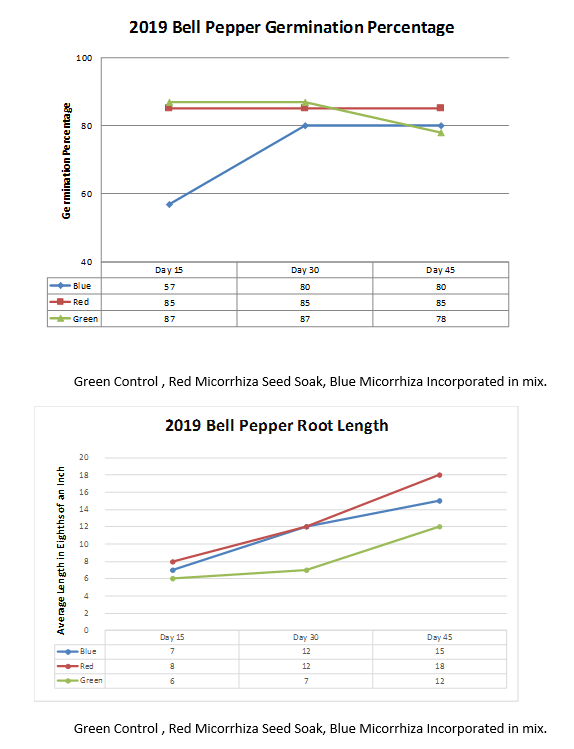 2019 Bell Pepper Germination Percentage
Germination Percentage
100
80
60
40
Day 15 Day 30 Day 45
Blue 57 80 80
Red 85 85 85
Green 87 87 78
Green Control , Red Micorrhiza Seed Soak, Blue Micorrhiza Incorporated in mix.
2019 Bell Pepper Root Length
Average Length in Eigthths of an Inch
20
18
16
14
12
10
8
6
4
2
0
Day 15 Day 30 Day 45
Blue 7 12 15
Red 8 12 18
Green 6 7 12
Green Control , Red Micorrhiza Seed Soak, Blue Micorrhiza Incorporated in mix.